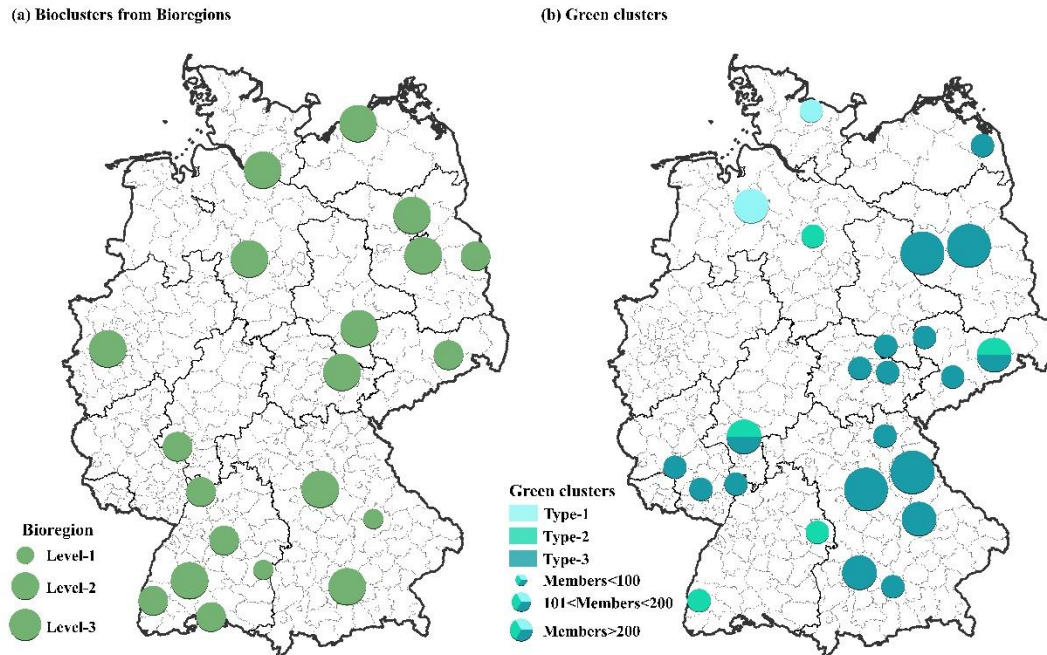 (a) Bioclusters from Bioregions
(b) Green clusters
Bioregion
Level-1
Level-2
Level-3
Green clusters
Type-1
Type-2
Type-3
Members<100
101<Members<200
Members>200